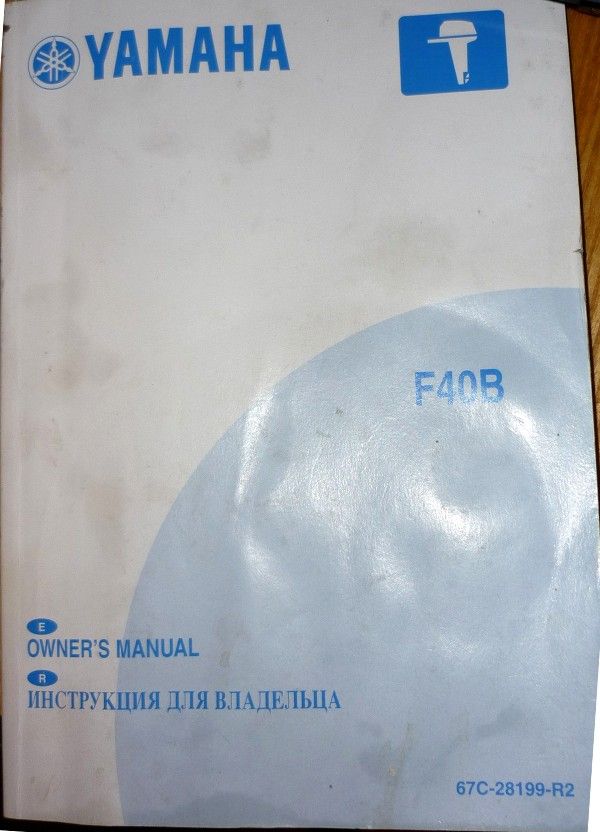 YAMAHA
F40B
E
OWNER'S MANUAL
R
ИНСТРУКЦИЯ ДЛЯ ВЛАДЕЛЬЦА
67C-28199-R2